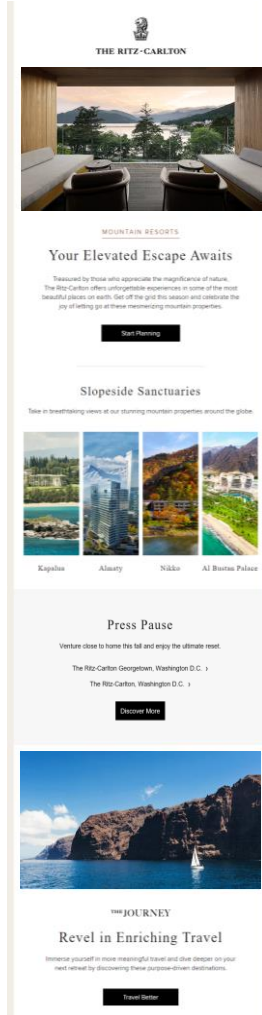 THE RITZ-CARLTON
MOUNTAIN RESORTS
Your Elevated Escape Awaits
Treasured by those who appreciate the magnificence of nature,
The Ritz-Carlton offers unforgettable experiences in some of the most
beautiful places on earth. Get off the grid this season and celebrate the
joy of letting go at these mesmerizing mountain properties.
Start Planning
Slopeside Sanctuaries
Take in breathtaking views at our stunning mountain properties around the globe.
Kapalua Almaty Nikko Al Bustan Palace
Press Pause
Venture close to home this fall and enjoy the ultimate reset.
The Ritz-Carlton Georgetown, Washington D.C. ›
The Ritz-Carlton, Washington D.C. ›
Discover More
THE JOURNEY
Revel in Enriching Travel
Immerse yourself in more meaningful travel and dive deeper on your
next retreat by discovering these purpose-driven destinations.
Travel Better